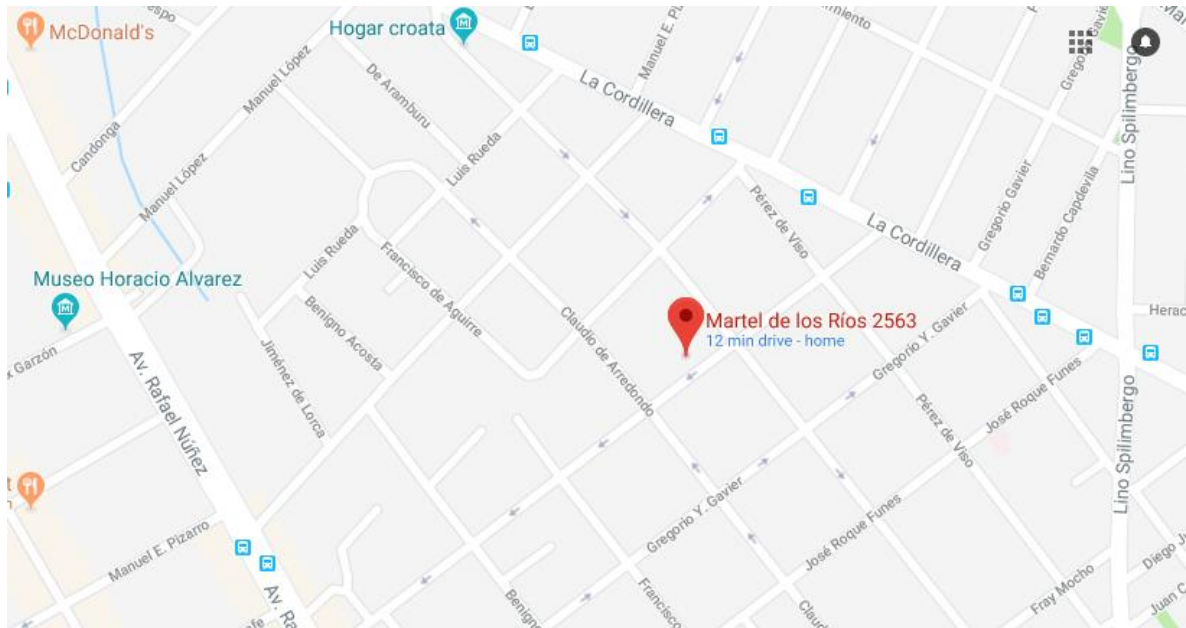 McDonald's
Hogar croata
Manuel López
De Aramburu
La Cordillera
Gregorio Gavier
Lino Spilimbergo
Candonga
Manuel López
Luis Rueda
Pérez de Viso
Gregorio Gavier
Bernardo Capdevila
La Cordillera
Museo Horacio Alvarez
Luis Rueda
Francisco de Aguirre
Benigno Acosta
Claudio de Arredondo
Martel de los Ríos 2563
12 min drive - home
Garzón
Av. Rafael Núñez
Jiménez de Lorca
Gregorio Y. Gavier
Pérez de Viso
José Roque Funes
Lino Spilimbergo
Manuel E. Pizarro
Gregorio Y. Gavier
José Roque Funes
Fray Mocho